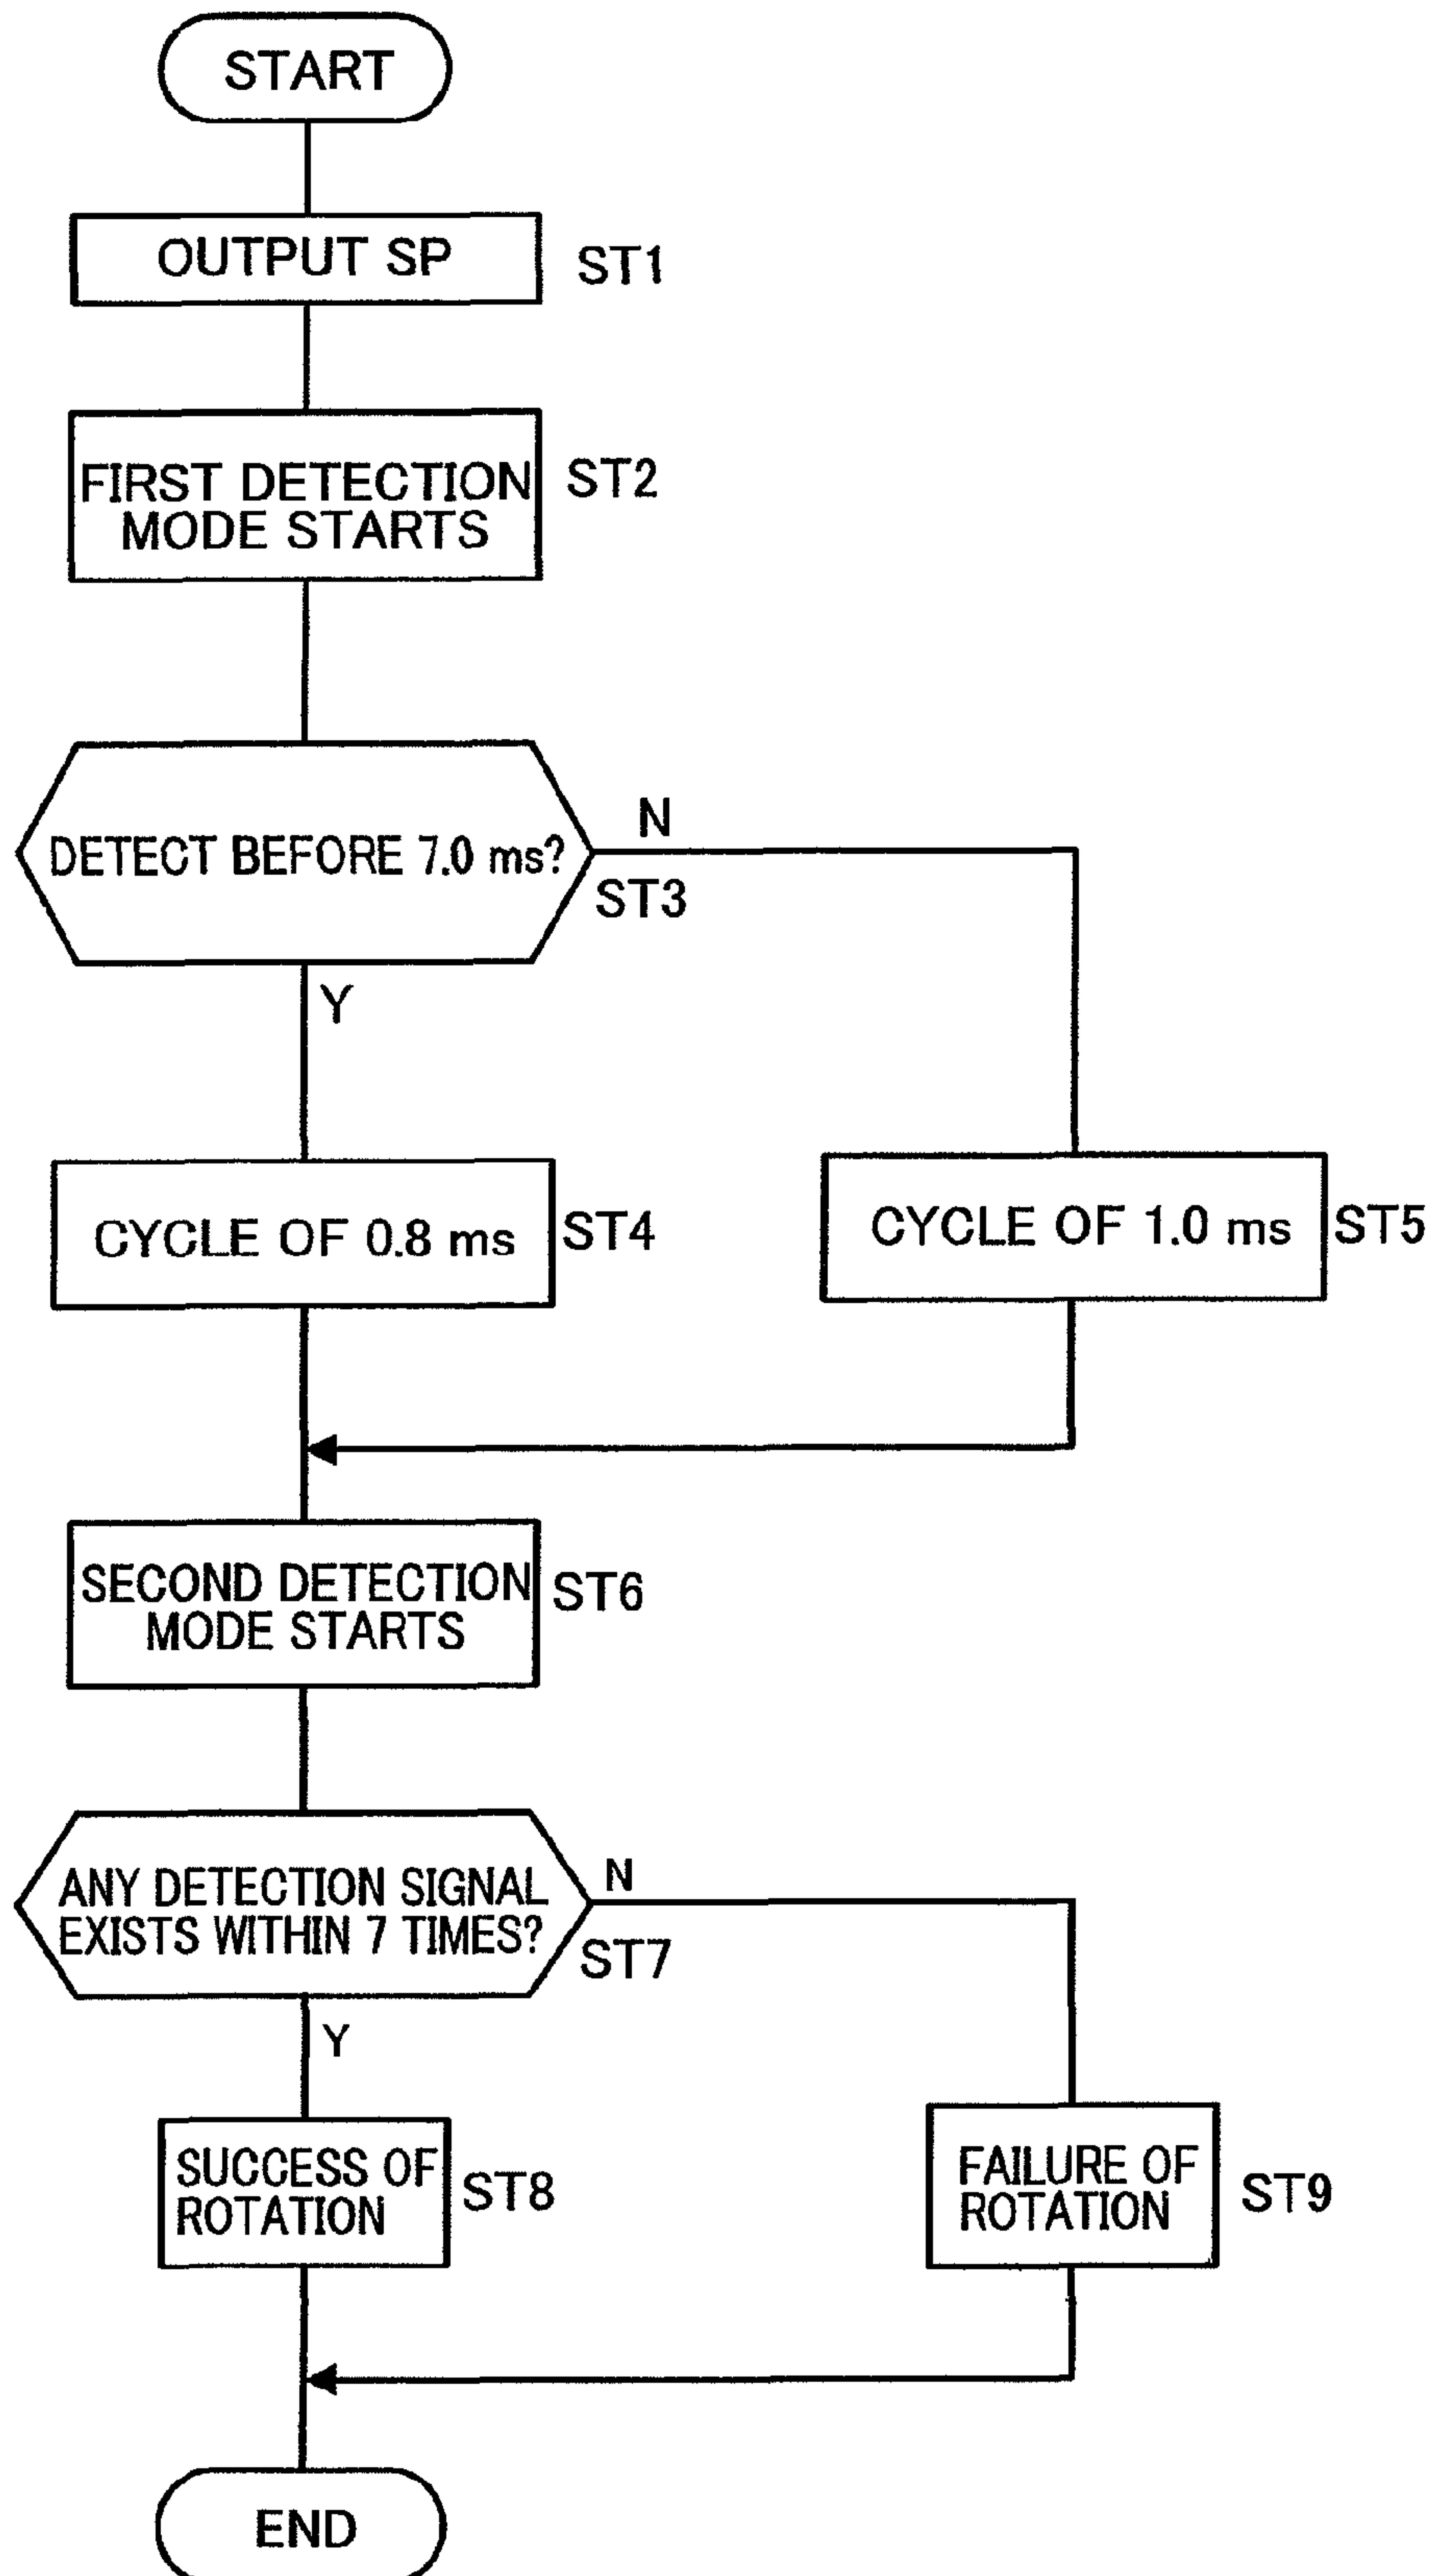 START
OUTPUT SP
ST1
FIRST DETECTION
MODE STARTS
ST2
DETECT BEFORE 7.0 ms?
N
ST3
Y
CYCLE OF 0.8 ms
ST4
CYCLE OF 1.0 ms
ST5
SECOND DETECTION
MODE STARTS
ST6
ANY DETECTION SIGNAL
EXISTS WITHIN 7 TIMES?
N
ST7
Y
SUCCESS OF
ROTATION
ST8
FAILURE OF
ROTATION
ST9
END